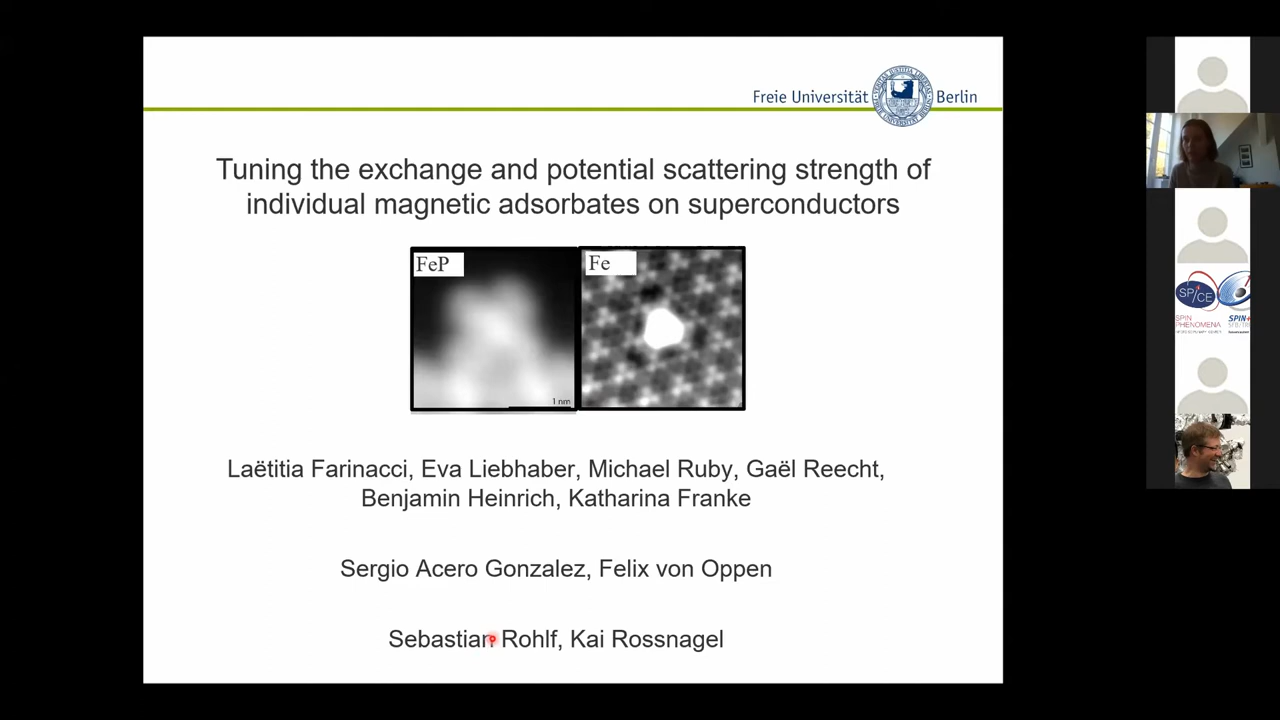 Freie Universität Berlin
Tuning the exchange and potential scattering strength of
individual magnetic adsorbates on superconductors
FeP
Fe
1 nm
Laëtitia Farinacci, Eva Liebhaber, Michael Ruby, Gaël Reecht,
Benjamin Heinrich, Katharina Franke
Sergio Acero Gonzalez, Felix von Oppen
Sebastian Rohlf, Kai Rossnagel
SPICE
SPIN
PHENOMENA
SPIN+